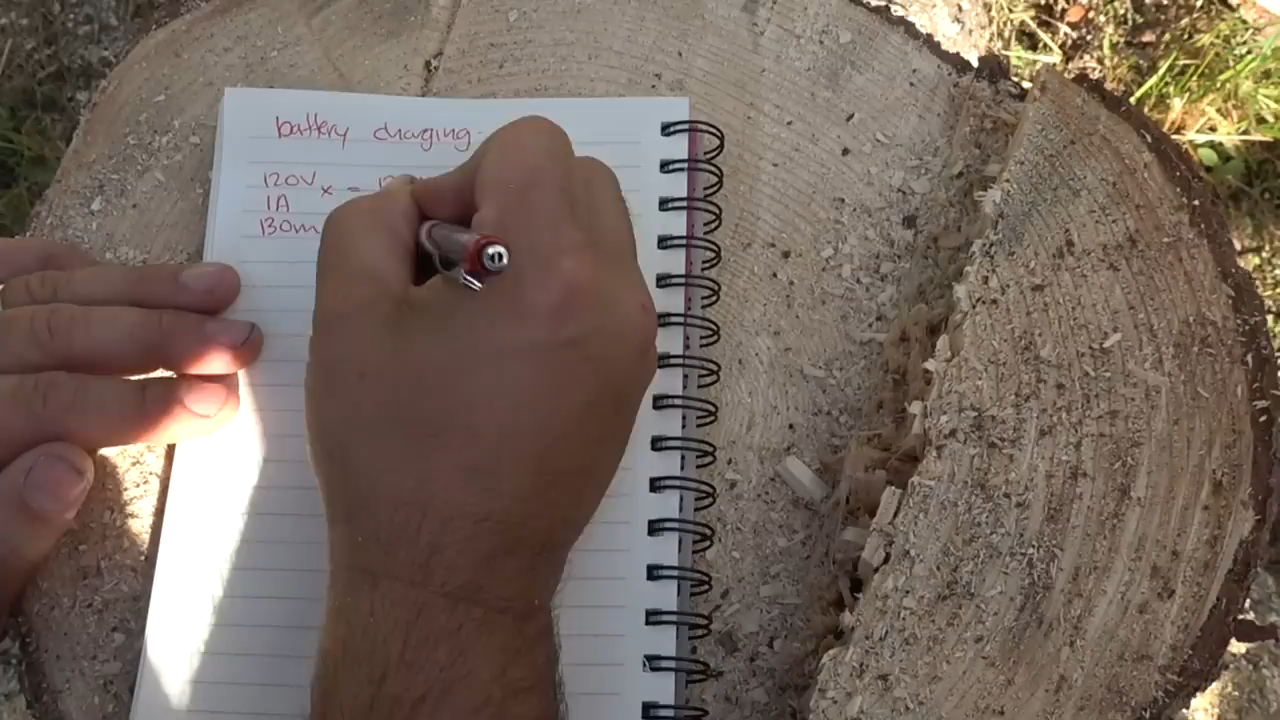 battery charging
120V x =
1A
130m